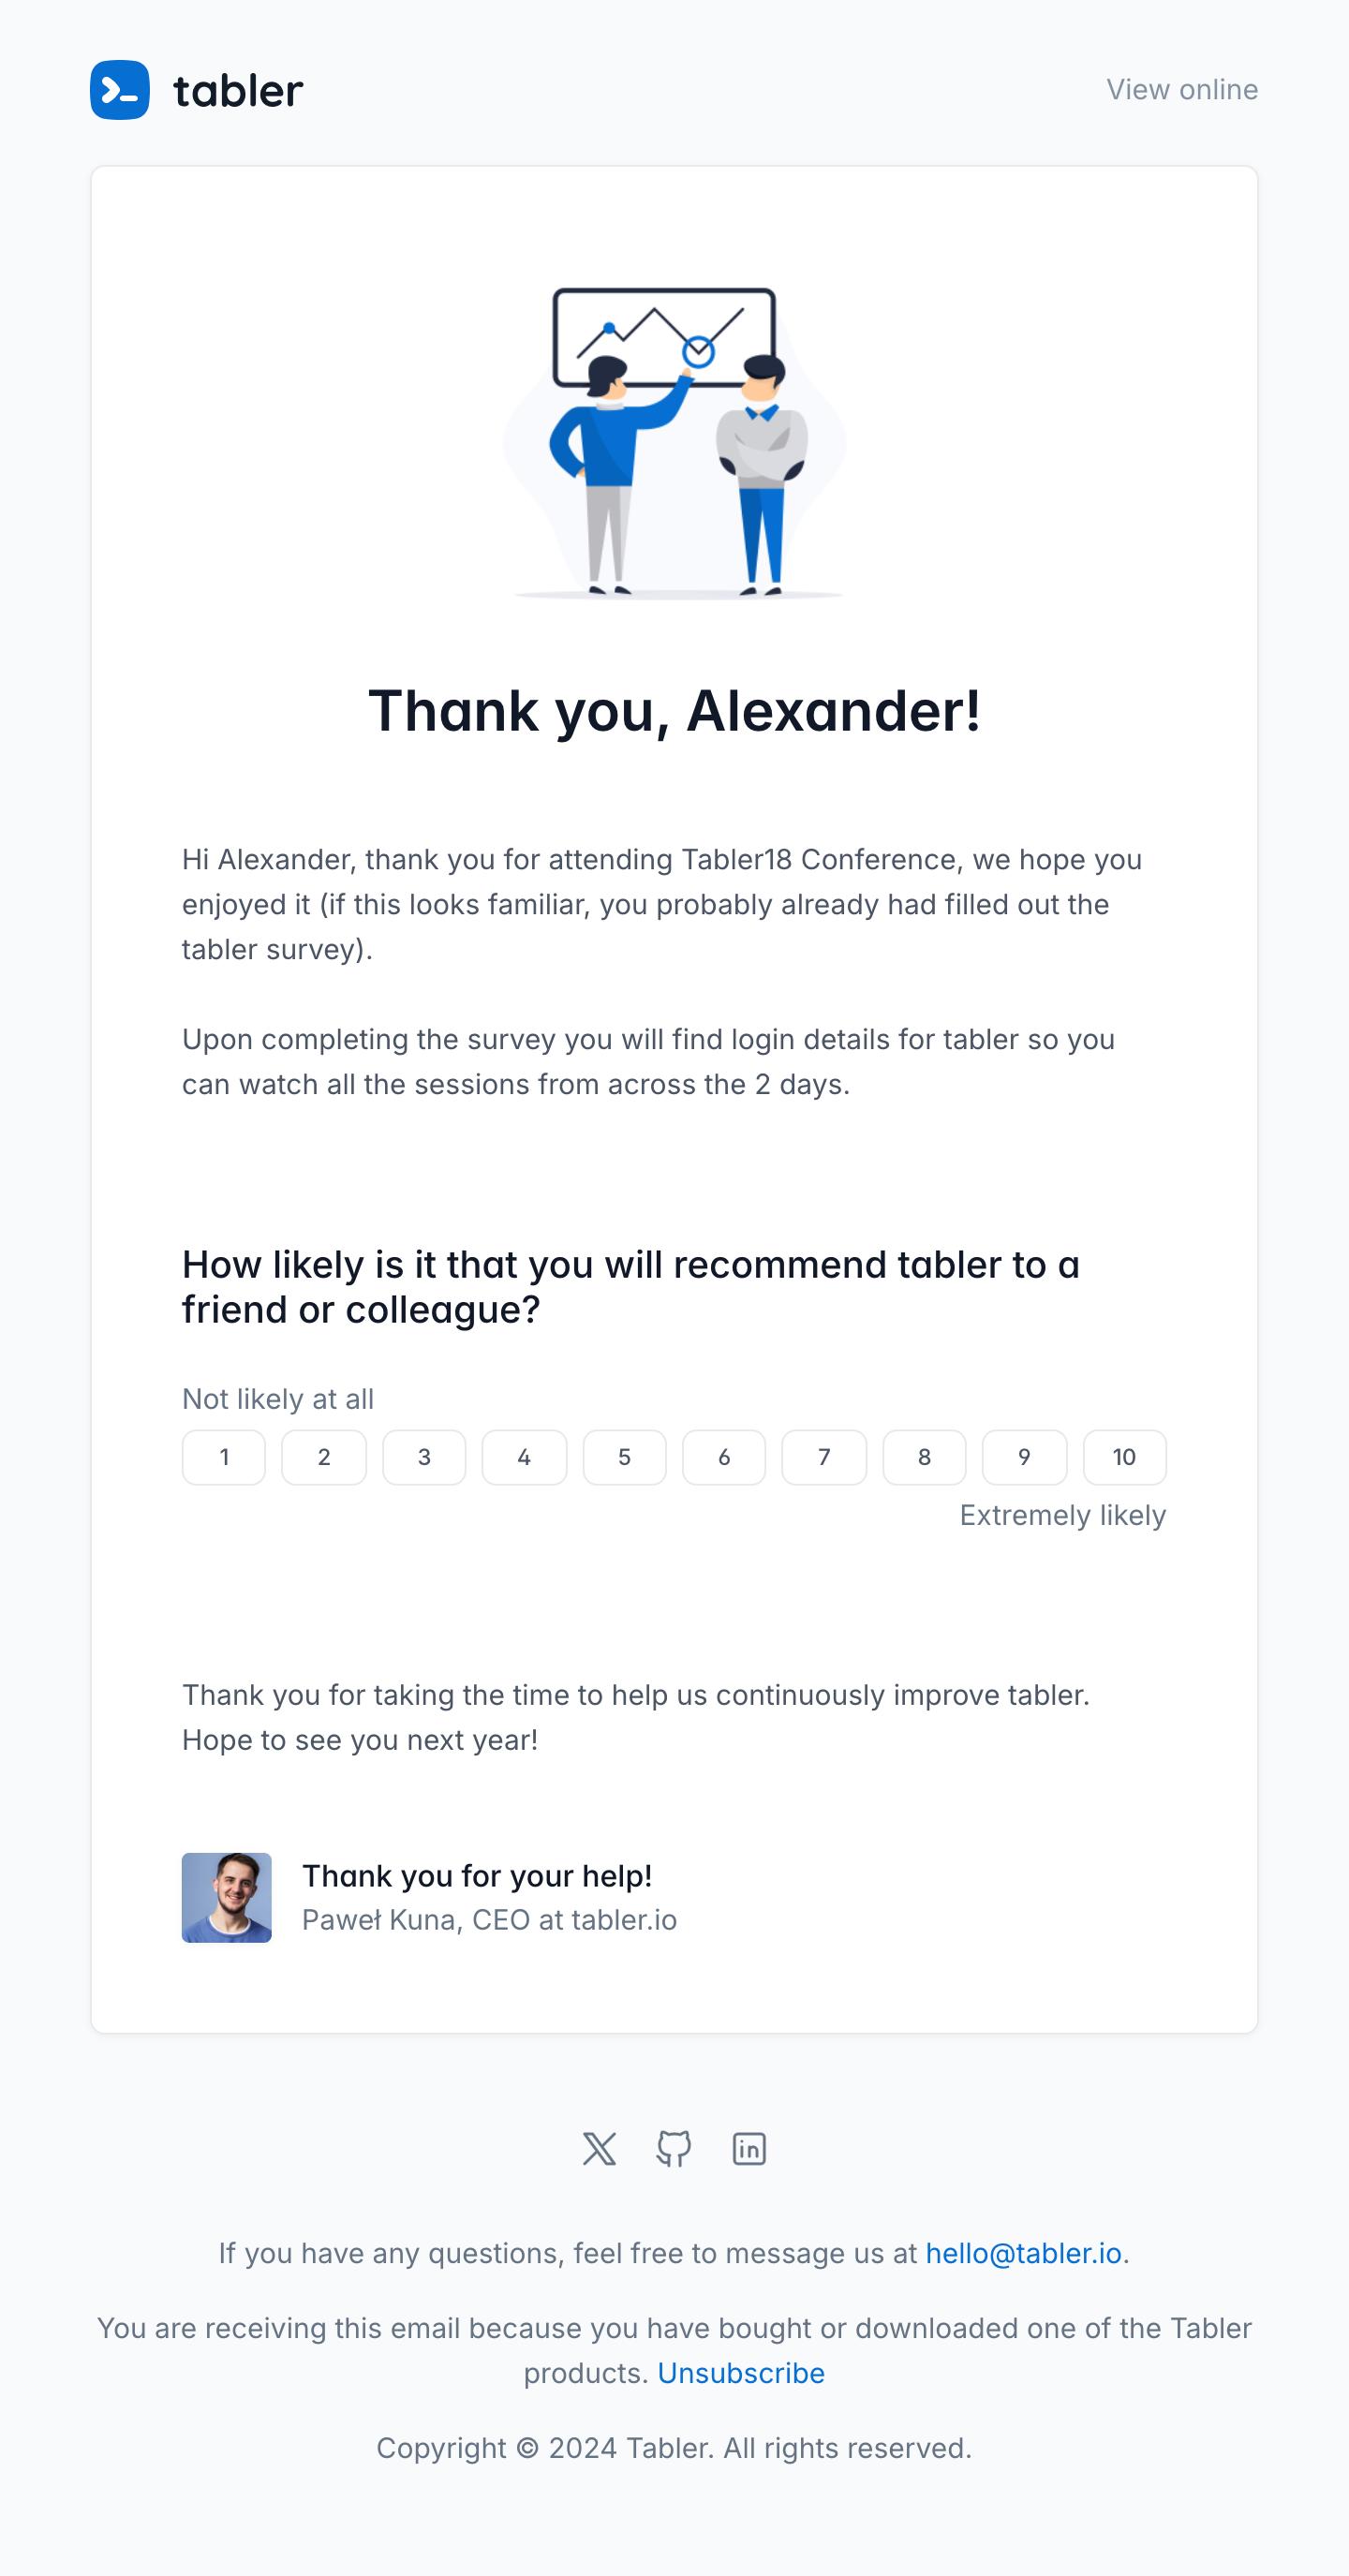 tabler
View online
Thank you, Alexander!
Hi Alexander, thank you for attending Tabler18 Conference, we hope you
enjoyed it (if this looks familiar, you probably already had filled out the
tabler survey).
Upon completing the survey you will find login details for tabler so you
can watch all the sessions from across the 2 days.
How likely is it that you will recommend tabler to a
friend or colleague?
Not likely at all
1 2 3 4 5 6 7 8 9 10
Extremely likely
Thank you for taking the time to help us continuously improve tabler.
Hope to see you next year!
Thank you for your help!
Paweł Kuna, CEO at tabler.io
If you have any questions, feel free to message us at hello@tabler.io.
You are receiving this email because you have bought or downloaded one of the Tabler
products. Unsubscribe
Copyright © 2024 Tabler. All rights reserved.